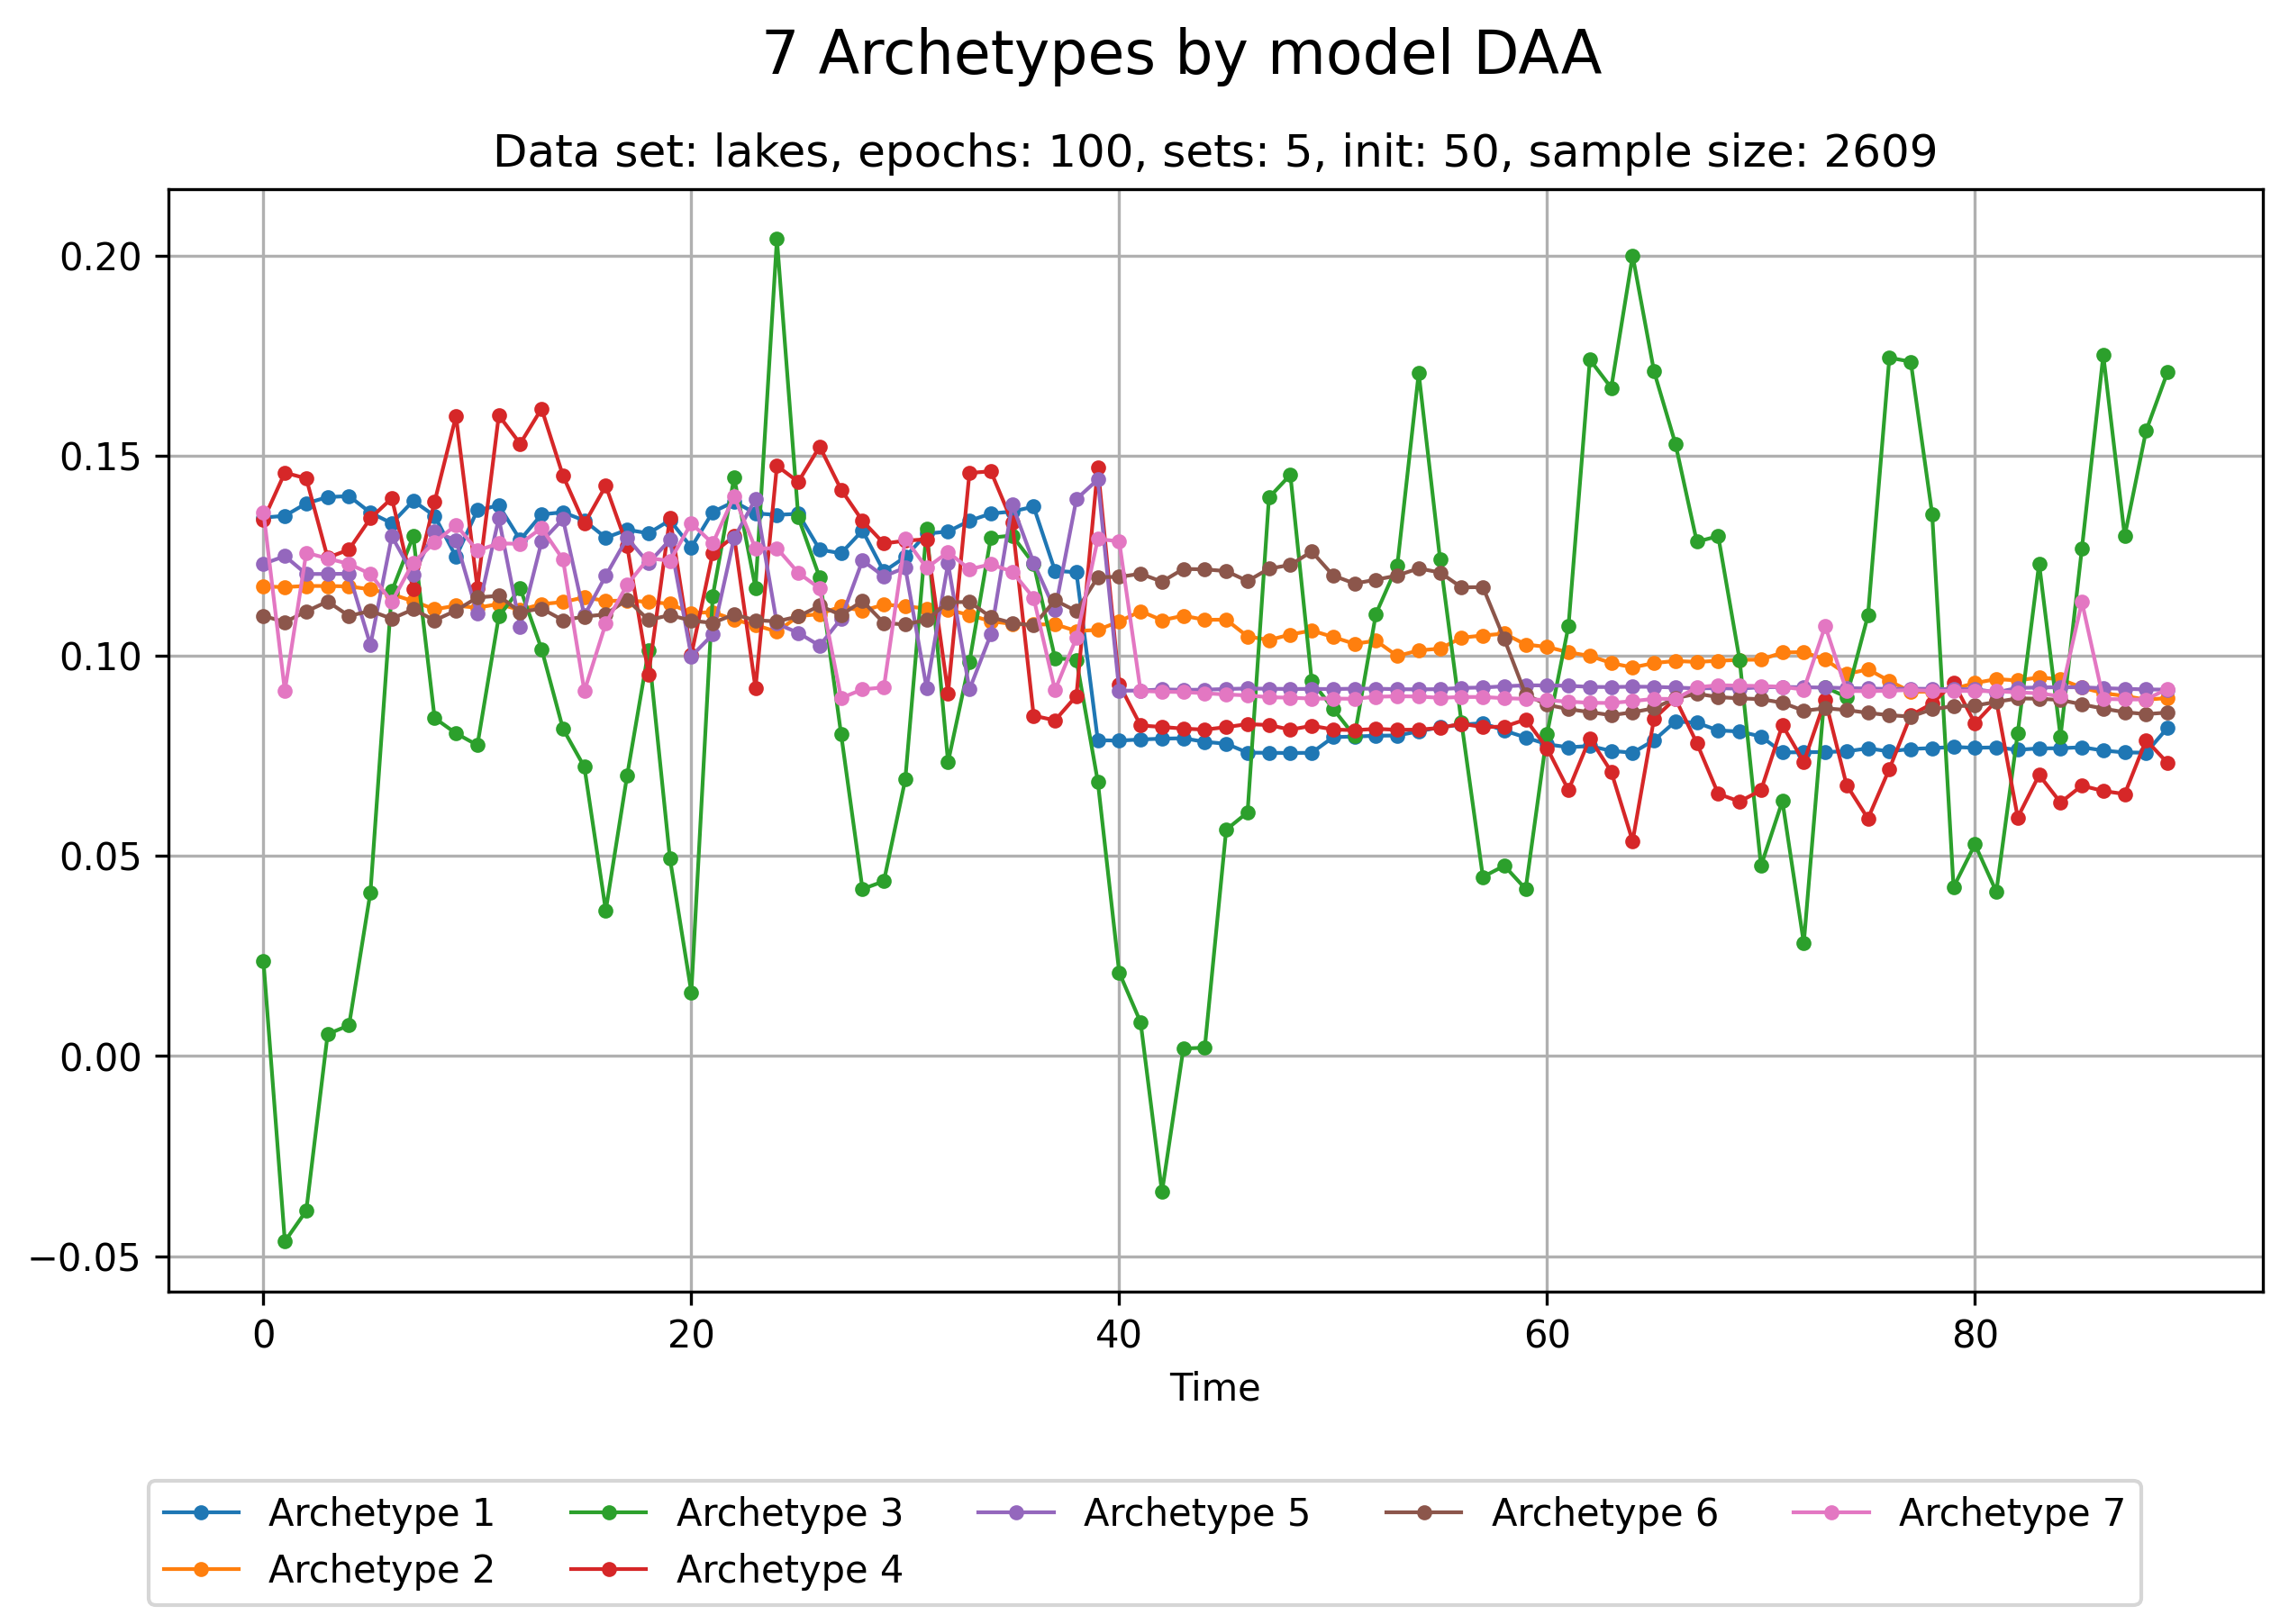 7 Archetypes by model DAA
Data set: lakes, epochs: 100, sets: 5, init: 50, sample size: 2609
0.20
0.15
0.10
0.05
0.00
−0.05
0 20 40 60 80
Time
Archetype 1 Archetype 3 Archetype 5 Archetype 6 Archetype 7
Archetype 2 Archetype 4